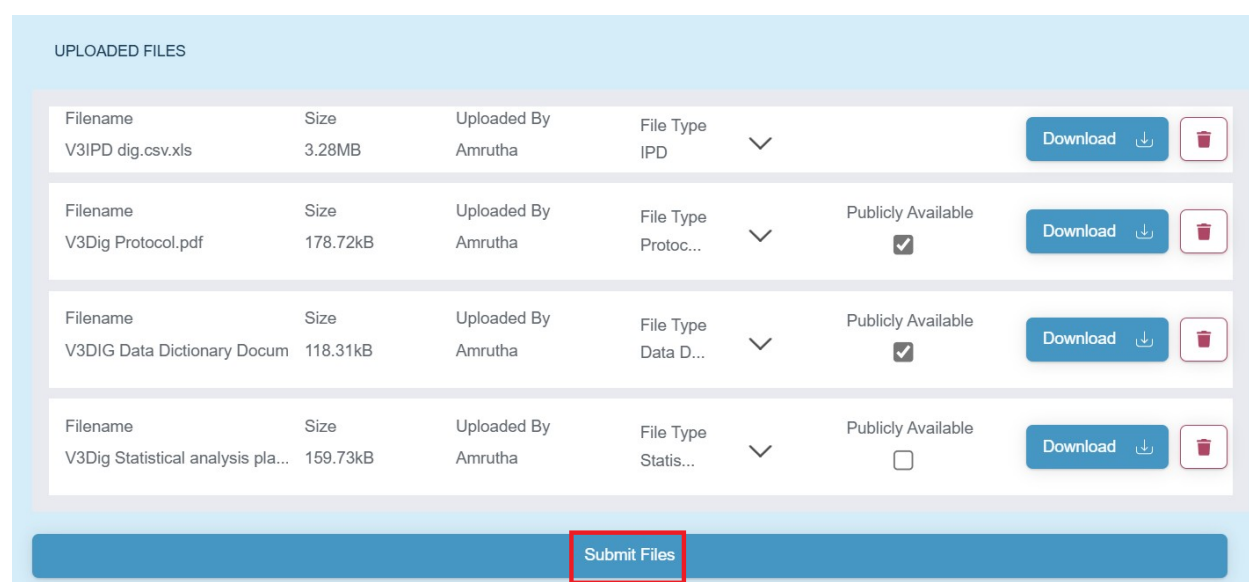 UPLOADED FILES
Filename Size Uploaded By File Type
V3IPD dig.csv.xls 3.28MB Amrutha IPD Download
Filename Size Uploaded By File Type Publicly Available
V3Dig Protocol.pdf 178.72kB Amrutha Protoc... Download
Filename Size Uploaded By File Type Publicly Available
V3DIG Data Dictionary Docum 118.31kB Amrutha Data D... Download
Filename Size Uploaded By File Type Publicly Available
V3Dig Statistical analysis pla... 159.73kB Amrutha Statis... Download
Submit Files